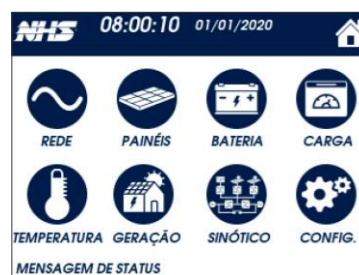 NHS 08:00:10 01/01/2020
REDE PAINÉIS BATERIA CARGA
TEMPERATURA GERAÇÃO SINÓTICO CONFIG.
MENSAGEM DE STATUS